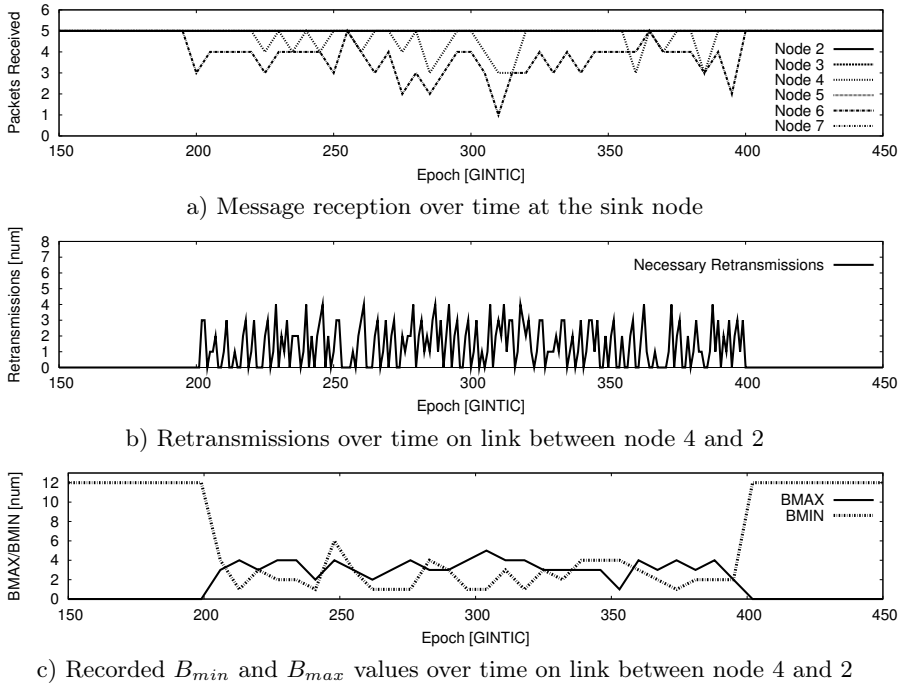 Packets Received
6
5
4
3
2
1
0
Node 2
Node 3
Node 4
Node 5
Node 6
Node 7
150 200 250 300 350 400 450
Epoch [GINTIC]
a) Message reception over time at the sink node
Retransmissions [num]
8
7
6
5
4
3
2
1
0
Necessary Retransmissions
150 200 250 300 350 400 450
Epoch [GINTIC]
b) Retransmissions over time on link between node 4 and 2
BMAX/BMIN [num]
12
10
8
6
4
2
0
BMAX
BMIN
150 200 250 300 350 400 450
Epoch [GINTIC]
c) Recorded B_min and B_max values over time on link between node 4 and 2